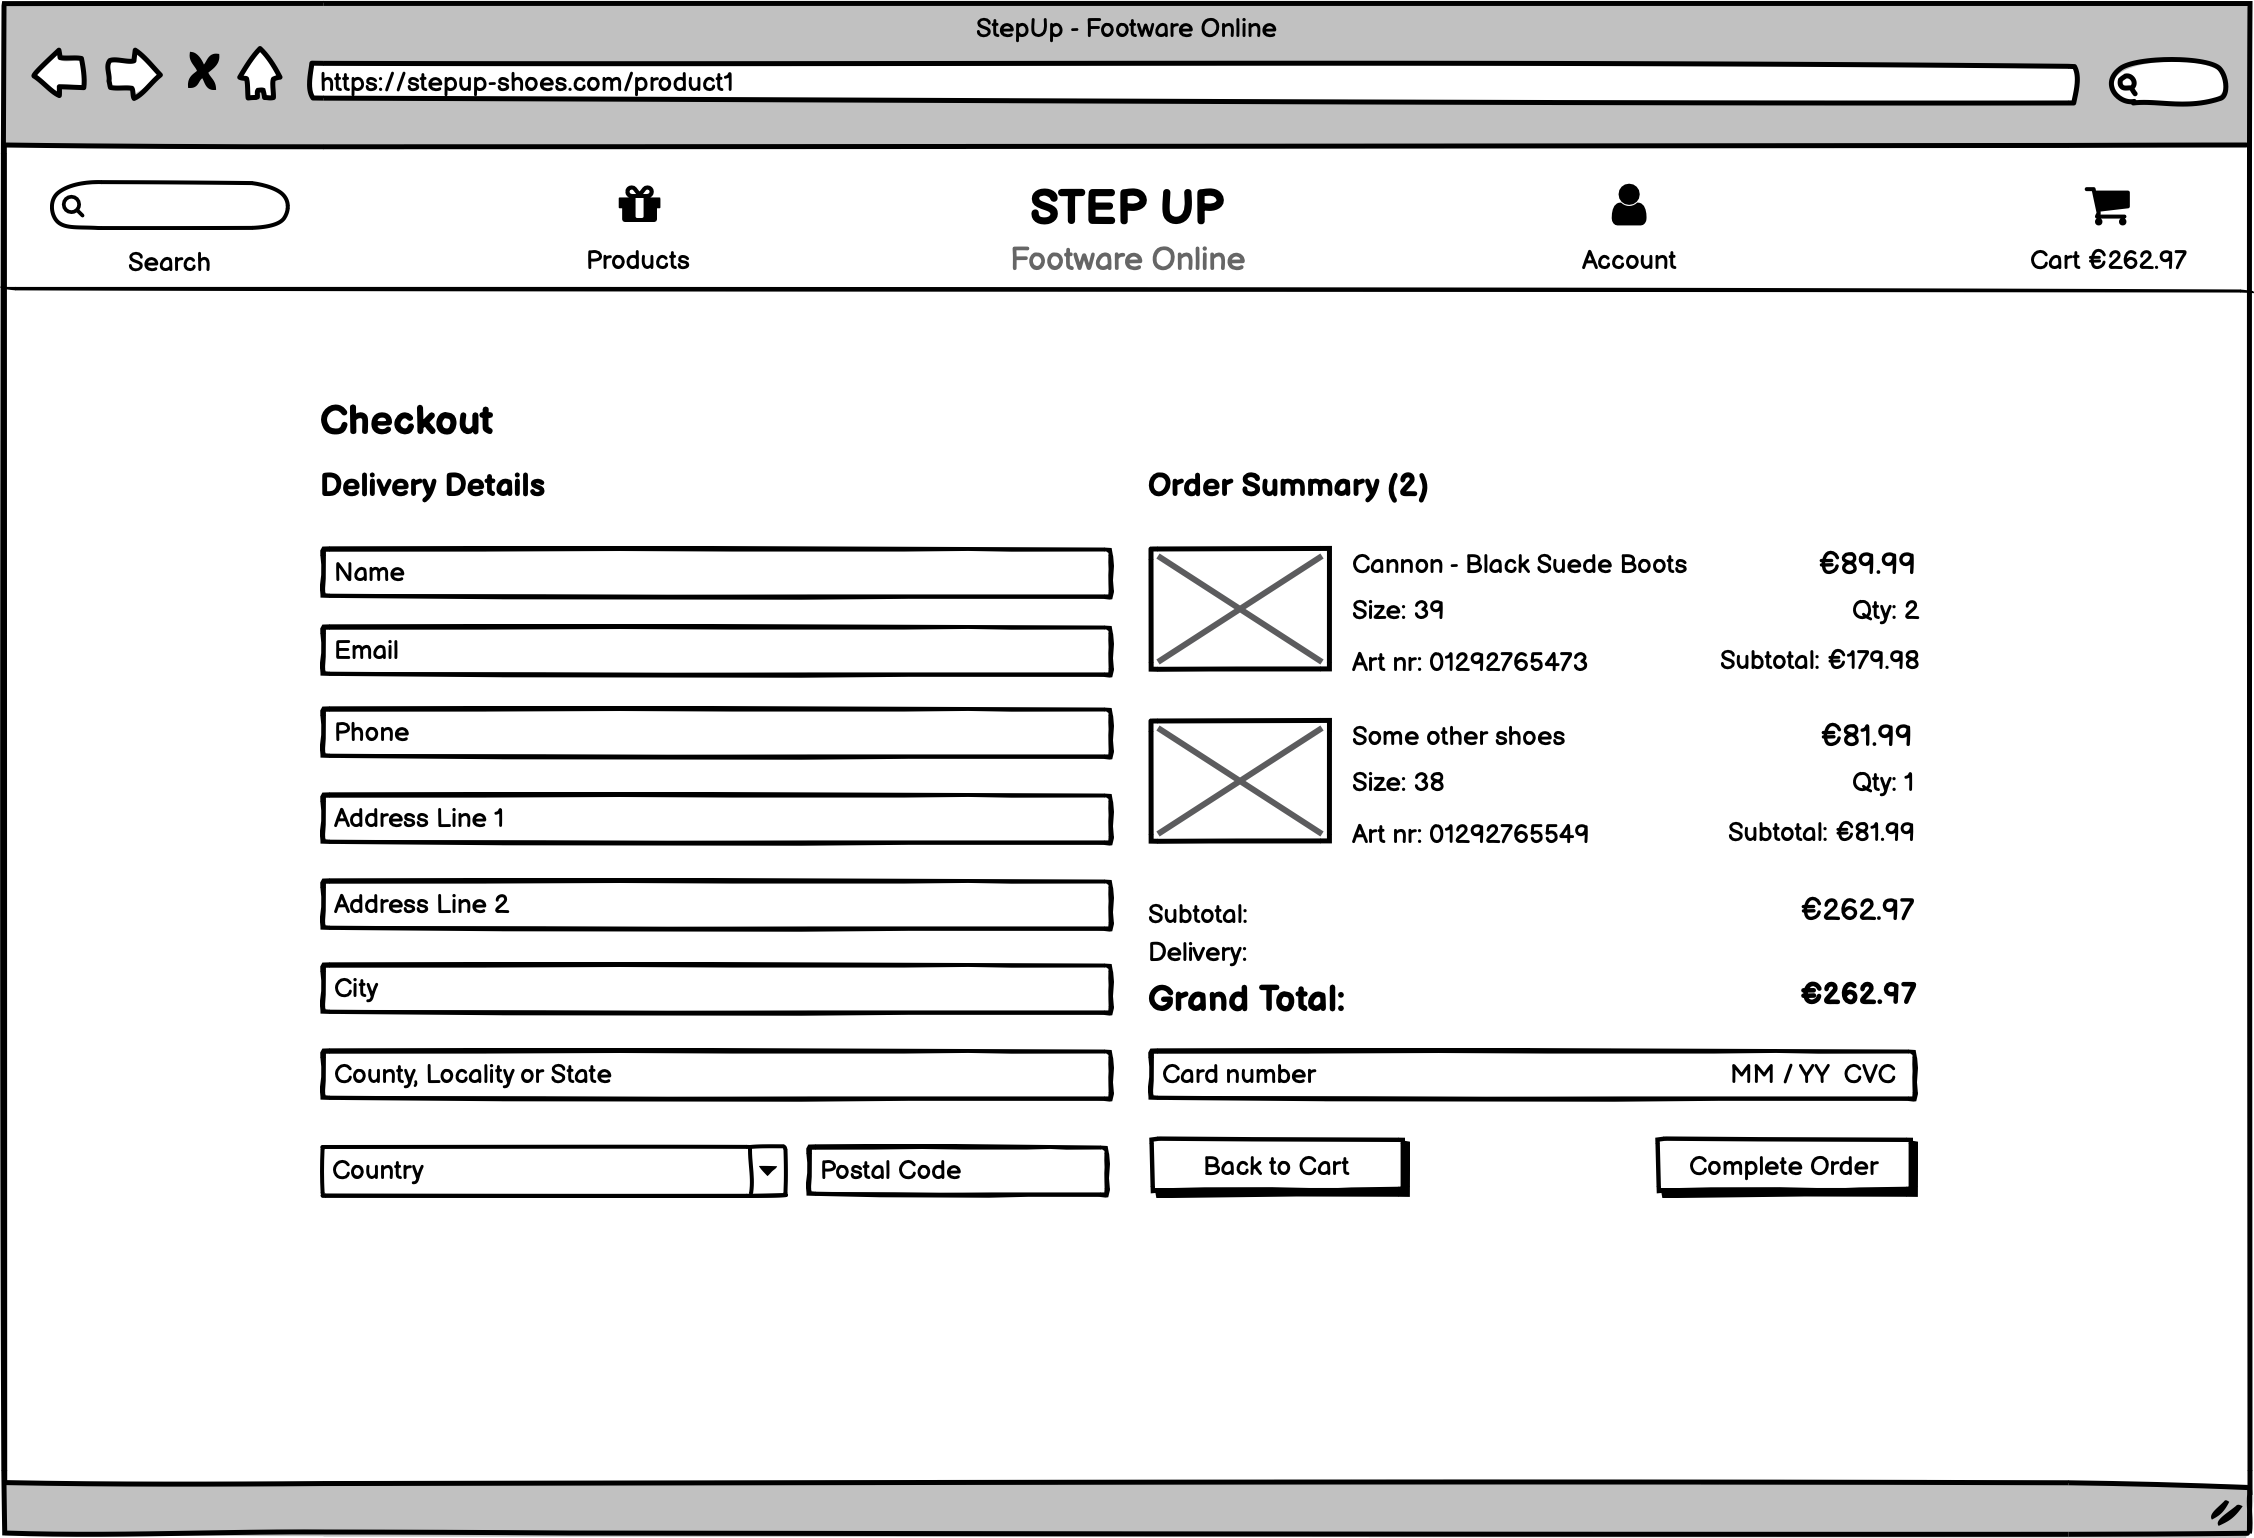 StepUp - Footware Online
https://stepup-shoes.com/product1
Search
Products
STEP UP
Footware Online
Account
Cart €262.97
Checkout
Delivery Details
Name
Email
Phone
Address Line 1
Address Line 2
City
County, Locality or State
Country
Postal Code
Order Summary (2)
Cannon - Black Suede Boots €89.99
Size: 39 Qty: 2
Art nr: 01292765473 Subtotal: €179.98
Some other shoes €81.99
Size: 38 Qty: 1
Art nr: 01292765549 Subtotal: €81.99
Subtotal: €262.97
Delivery:
Grand Total: €262.97
Card number MM / YY CVC
Back to Cart
Complete Order